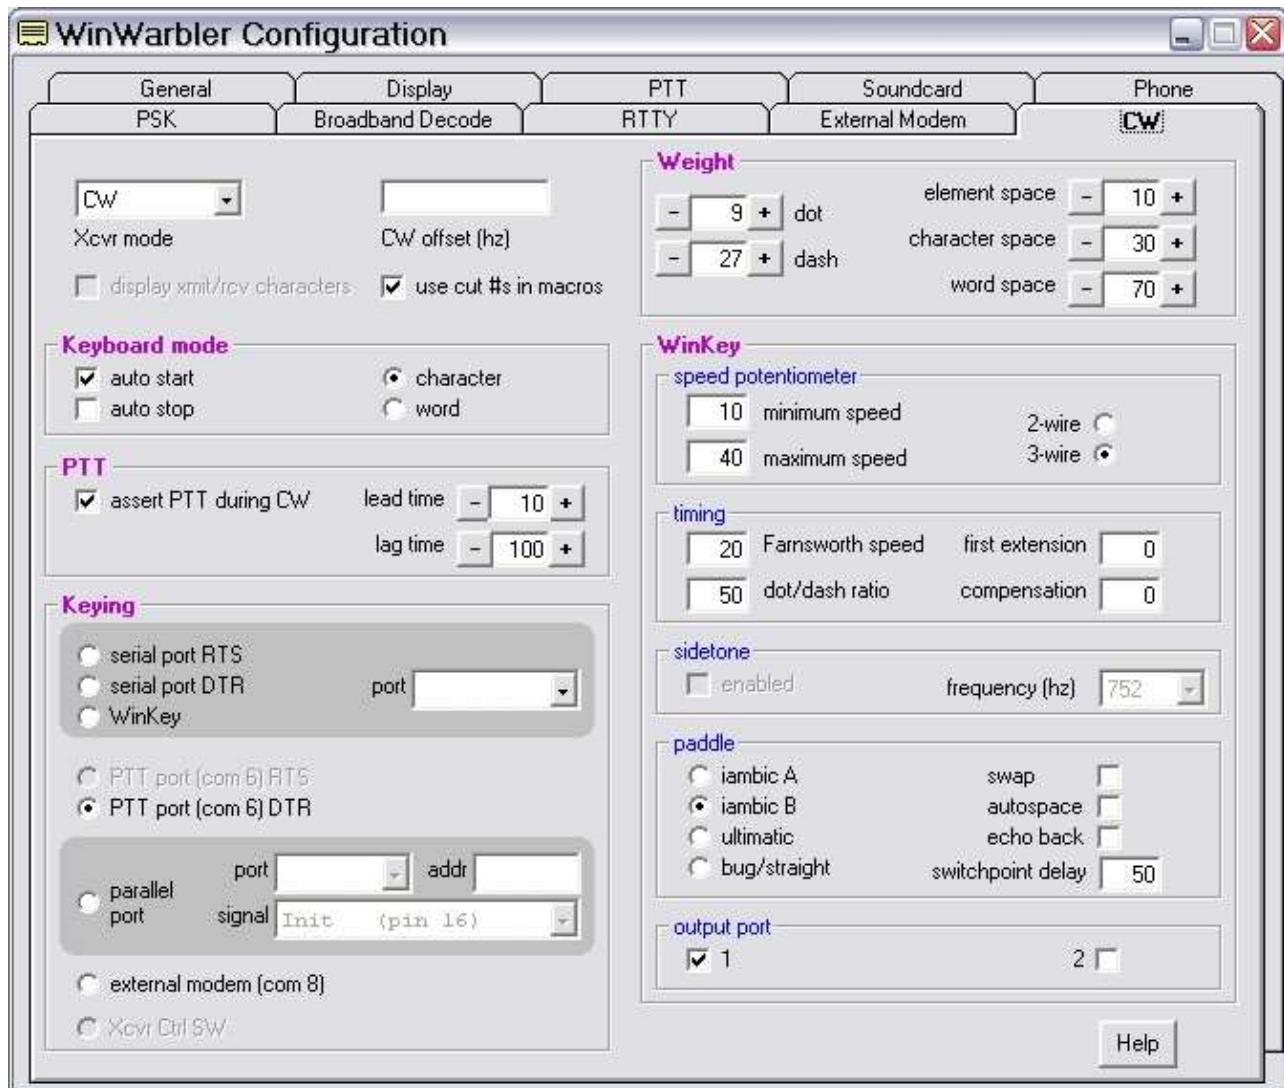 WinWarbler Configuration
General Display PTT Soundcard Phone
PSK Broadband Decode RTTY External Modem CW
CW
Xcvr mode CW offset (hz)
display xmit/rcv characters use cut #s in macros
Keyboard mode
auto start character
auto stop word
PTT
assert PTT during CW lead time - 10 +
lag time - 100 +
Keying
serial port RTS
serial port DTR port
WinKey
PTT port (com 6) RTS
PTT port (com 6) DTR
port addr
parallel
port signal Init (pin 16)
external modem (com 8)
Xcvr Ctrl SW
Weight
- 9 + dot element space - 10 +
- 27 + dash character space - 30 +
word space - 70 +
WinKey
speed potentiometer
10 minimum speed 2-wire
40 maximum speed 3-wire
timing
20 Farnsworth speed first extension 0
50 dot/dash ratio compensation 0
sidetone
enabled frequency (hz) 752
paddle
iambic A swap
iambic B autospace
ultimatic echo back
bug/straight switchpoint delay 50
output port
1 2
Help